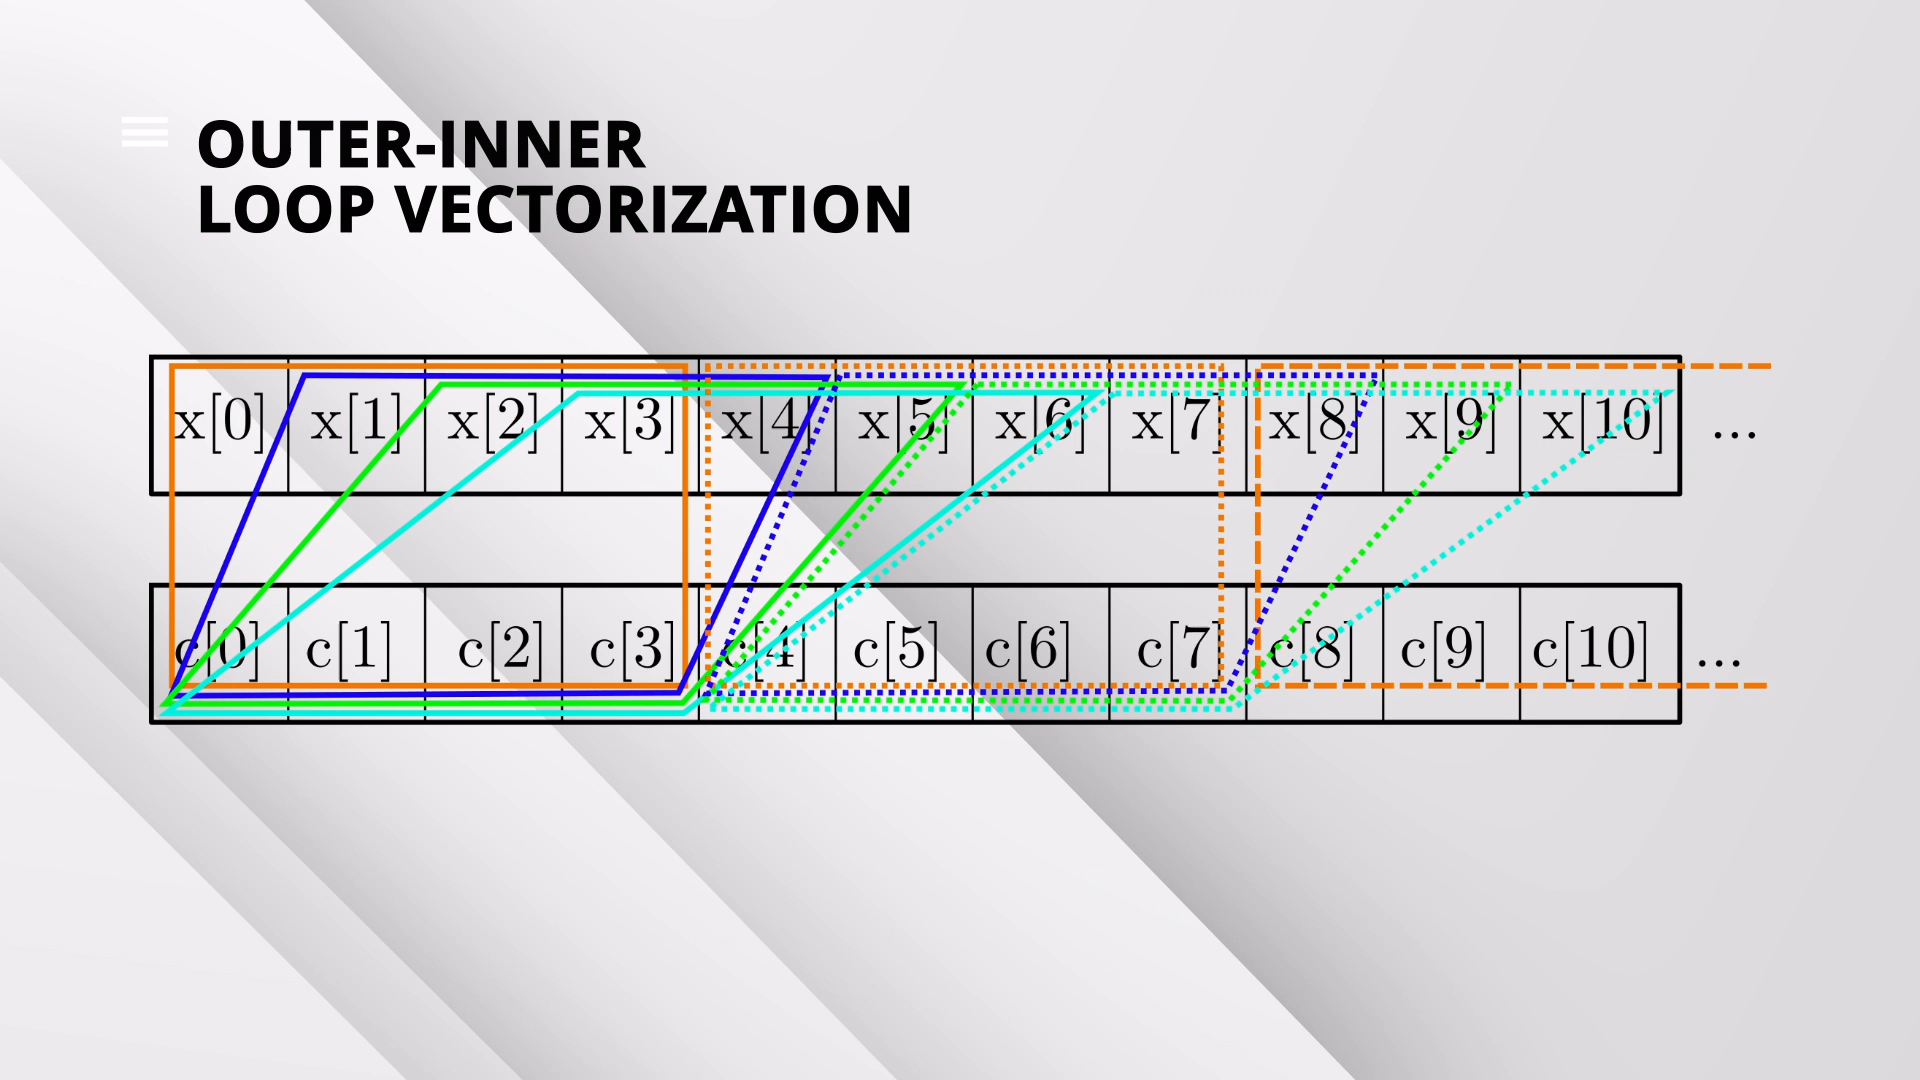 OUTER-INNER
LOOP VECTORIZATION
x[0] x[1] x[2] x[3] x[4] x[5] x[6] x[7] x[8] x[9] x[10] ...
c[0] c[1] c[2] c[3] c[4] c[5] c[6] c[7] c[8] c[9] c[10] ...